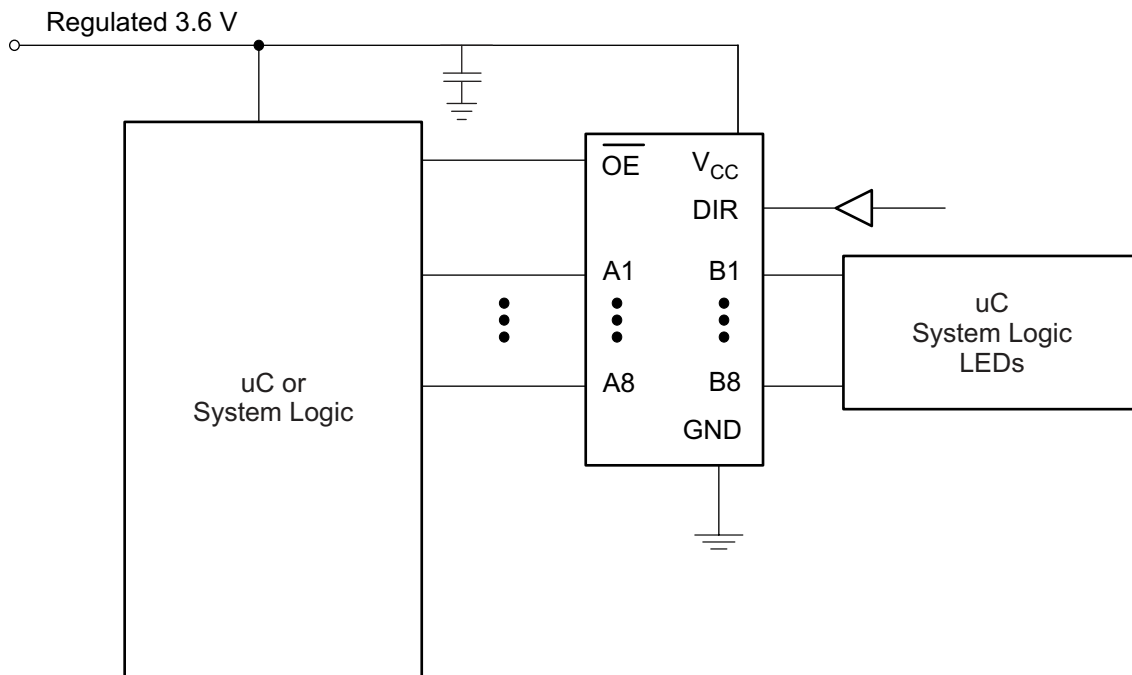 Regulated 3.6 V
OE
VCC
DIR
A1
B1
A8
B8
GND
uC or
System Logic
uC
System Logic
LEDs